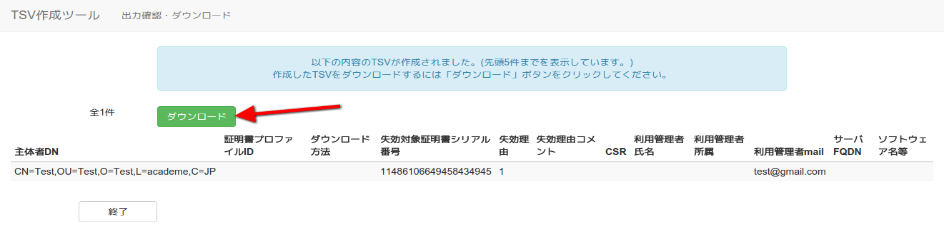 TSV作成ツール 出力確認・ダウンロード
以下の内容のTSVが作成されました。(先頭5件までを表示しています。)
作成したTSVをダウンロードするには「ダウンロード」ボタンをクリックしてください。
全1件 ダウンロード
主体者DN 証明書プロファイルID ダウンロード方法 失効対象証明書シリアル番号 失効理由 失効理由コメント CSR 利用管理者氏名 利用管理者所属 利用管理者mail サーバFQDN ソフトウェア名等
CN=Test,OU=Test,O=Test,L=academe,C=JP 11486106649458434945 1 test@gmail.com
終了